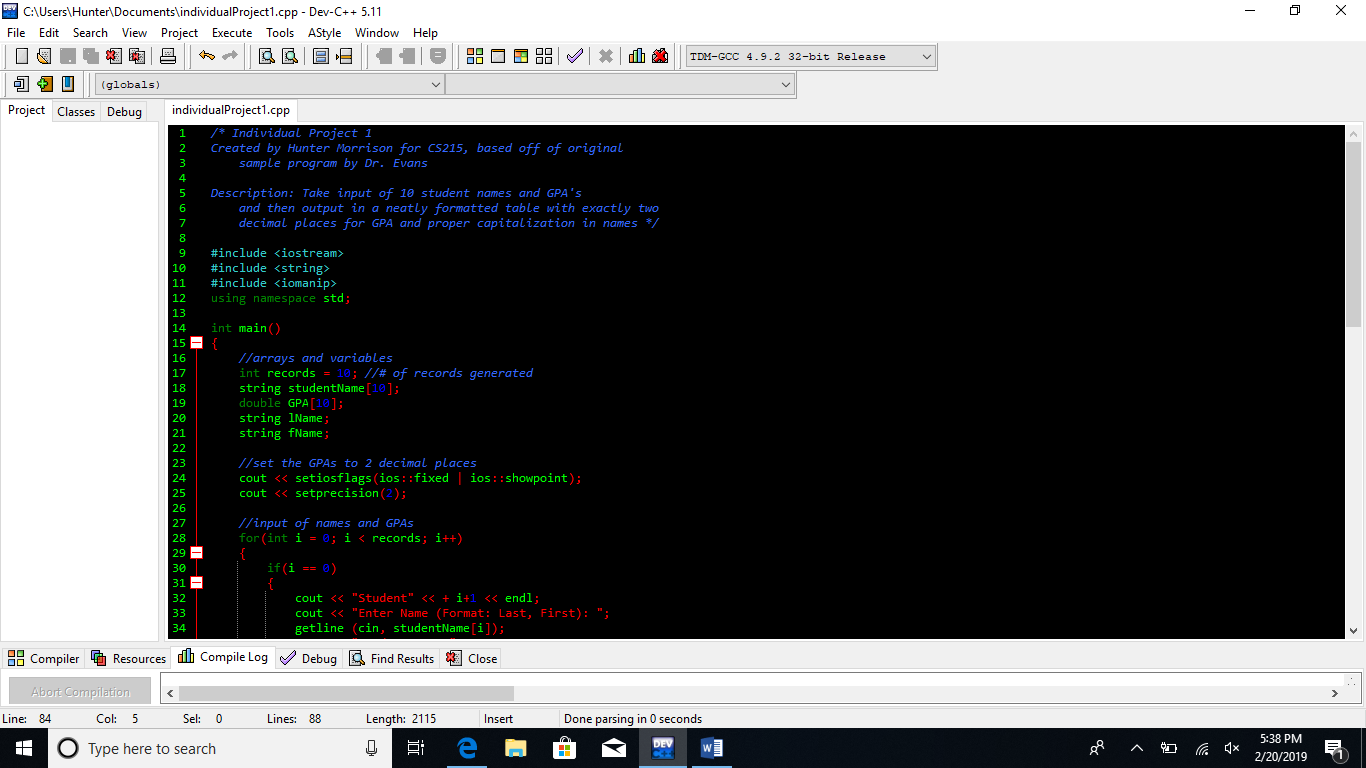 C:\Users\Hunter\Documents\individualProject1.cpp - Dev-C++ 5.11
File Edit Search View Project Execute Tools AStyle Window Help
TDM-GCC 4.9.2 32-bit Release
(globals)
Project Classes Debug individualProject1.cpp
1 /* Individual Project 1
2 Created by Hunter Morrison for CS215, based off of original
3 sample program by Dr. Evans
4
5 Description: Take input of 10 student names and GPA's
6 and then output in a neatly formatted table with exactly two
7 decimal places for GPA and proper capitalization in names */
8
9 #include <iostream>
10 #include <string>
11 #include <iomanip>
12 using namespace std;
13
14 int main()
15 {
16 //arrays and variables
17 int records = 10; //# of records generated
18 string studentName[10];
19 double GPA[10];
20 string lName;
21 string fName;
22
23 //set the GPAs to 2 decimal places
24 cout << setiosflags(ios::fixed | ios::showpoint);
25 cout << setprecision(2);
26
27 //input of names and GPAs
28 for(int i = 0; i < records; i++)
29 {
30 if(i == 0)
31 {
32 cout << "Student" << + i+1 << endl;
33 cout << "Enter Name (Format: Last, First): ";
34 getline (cin, studentName[i]);
Compiler Resources Compile Log Debug Find Results Close
Abort Compilation
Line: 84 Col: 5 Sel: 0 Lines: 88 Length: 2115 Insert Done parsing in 0 seconds
DEV
Type here to search
5:38 PM
2/20/2019
1